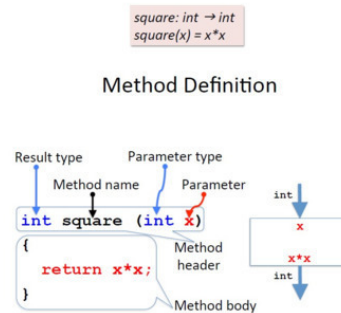 square: int → int
square(x) = x*x
Method Definition
Result type
Parameter type
Method name
Parameter
int square (int x)
Method header
{
return x*x;
}
Method body
int
x
x*x
int